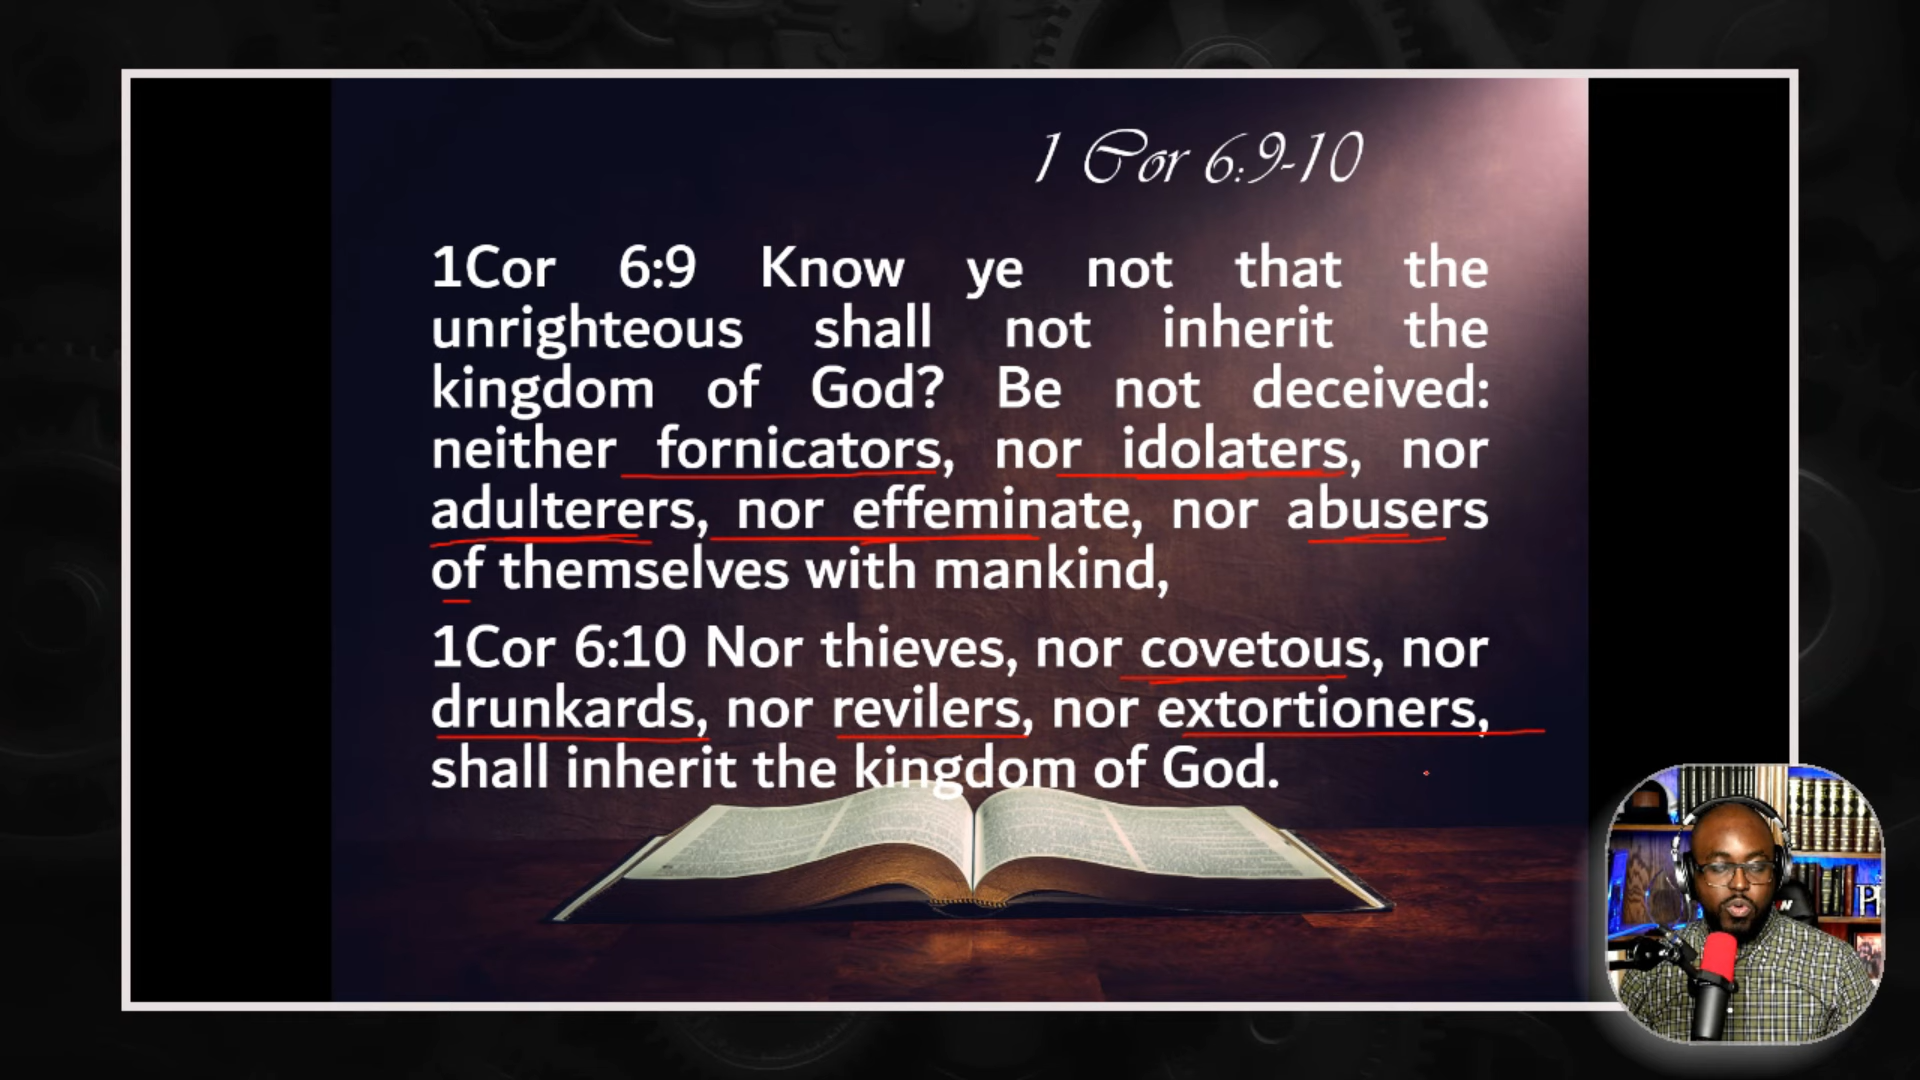 1 Cor 6:9-10
1Cor 6:9 Know ye not that the
unrighteous shall not inherit the
kingdom of God? Be not deceived:
neither fornicators, nor idolaters, nor
adulterers, nor effeminate, nor abusers
of themselves with mankind,
1Cor 6:10 Nor thieves, nor covetous, nor
drunkards, nor revilers, nor extortioners,
shall inherit the kingdom of God.